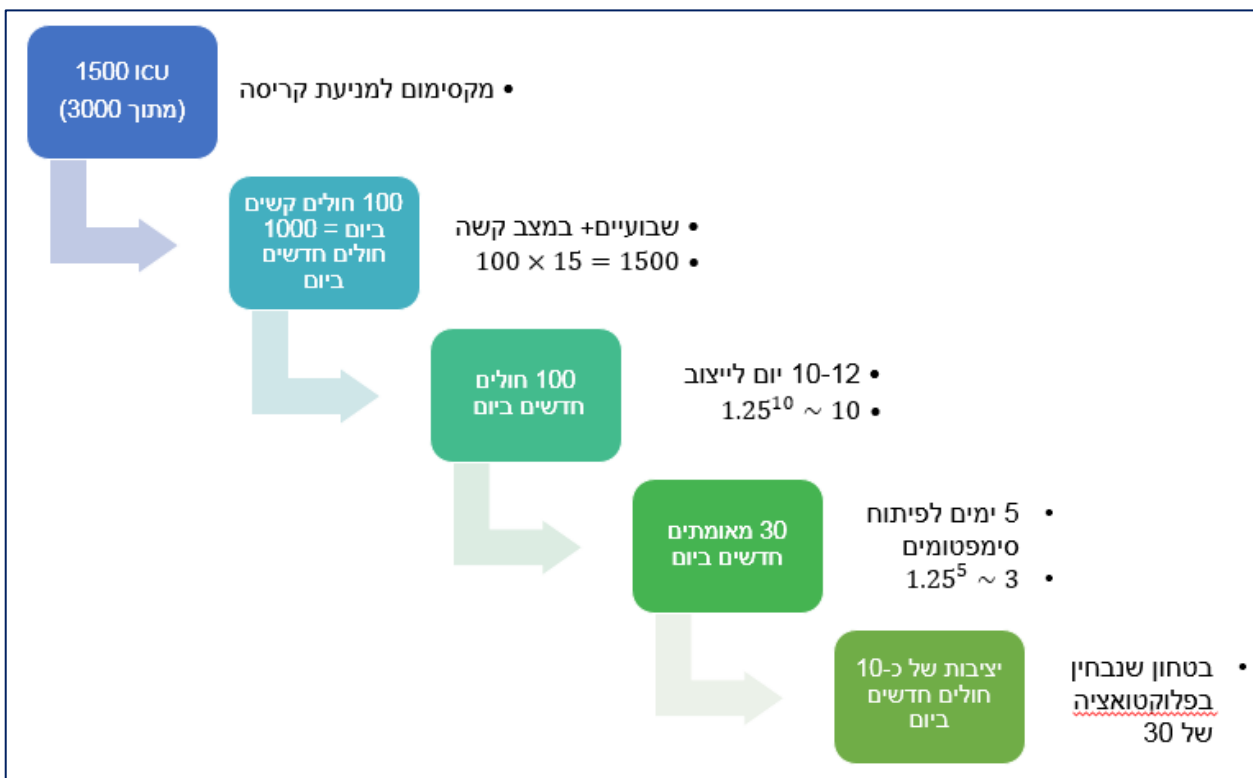 1500 ICU
(מתוך 3000)
• מקסימום למניעת קריסה
100 חולים קשים
ביום = 1000
חולים חדשים
ביום
• שבועיים+ במצב קשה
• 100 × 15 = 1500
100 חולים
חדשים ביום
• 10-12 יום לייצוב
• 1.25¹⁰ ~ 10
30 מאומתים
חדשים ביום
• 5 ימים לפיתוח
סימפטומים
• 1.25⁵ ~ 3
יציבות של כ-10
חולים חדשים
ביום
• בטחון שנבחין
בפלוקטואציה
של 30